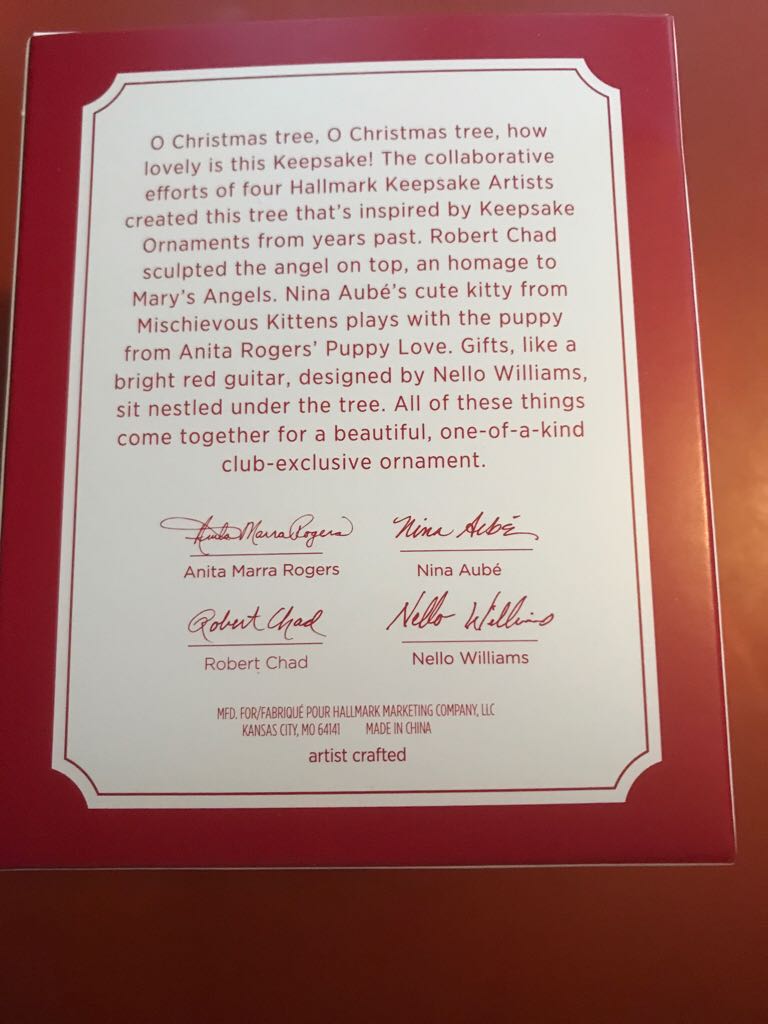 O Christmas tree, O Christmas tree, how
lovely is this Keepsake! The collaborative
efforts of four Hallmark Keepsake Artists
created this tree that's inspired by Keepsake
Ornaments from years past. Robert Chad
sculpted the angel on top, an homage to
Mary's Angels. Nina Aubé's cute kitty from
Mischievous Kittens plays with the puppy
from Anita Rogers' Puppy Love. Gifts, like a
bright red guitar, designed by Nello Williams,
sit nestled under the tree. All of these things
come together for a beautiful, one-of-a-kind
club-exclusive ornament.
Anita Marra Rogers Nina Aubé
Anita Marra Rogers Nina Aubé
Robert Chad Nello Williams
Robert Chad Nello Williams
MFD. FOR/FABRIQUÉ POUR HALLMARK MARKETING COMPANY, LLC
KANSAS CITY, MO 64141 MADE IN CHINA
artist crafted